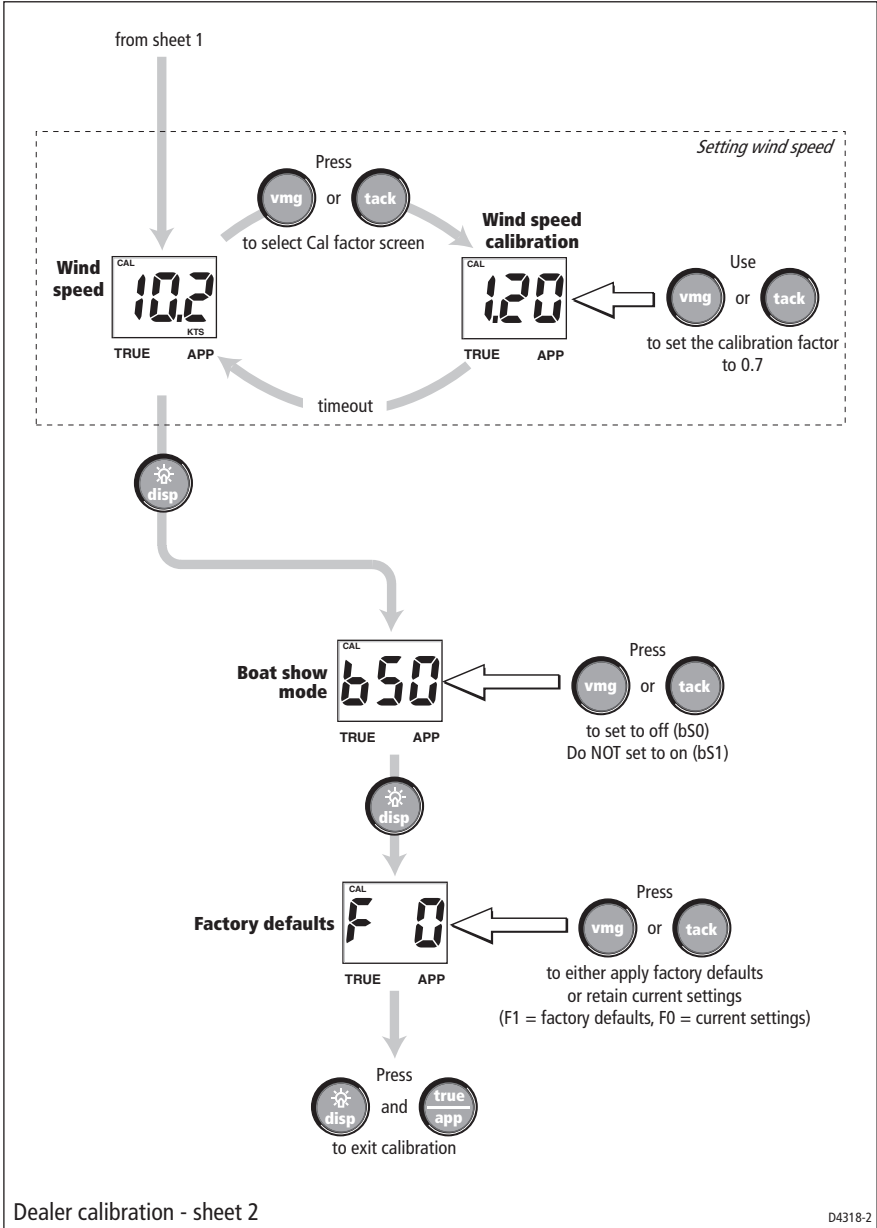 from sheet 1
Setting wind speed
Press
vmg or tack
to select Cal factor screen
Wind speed
CAL
10.2
KTS
TRUE APP
Wind speed calibration
CAL
1.20
TRUE APP
Use
vmg or tack
to set the calibration factor
to 0.7
timeout
disp
Boat show
mode
CAL
bS0
TRUE APP
Press
vmg or tack
to set to off (bS0)
Do NOT set to on (bS1)
disp
Factory defaults
CAL
F 0
TRUE APP
Press
vmg or tack
to either apply factory defaults
or retain current settings
(F1 = factory defaults, F0 = current settings)
Press
disp and true
app
to exit calibration
Dealer calibration - sheet 2
D4318-2